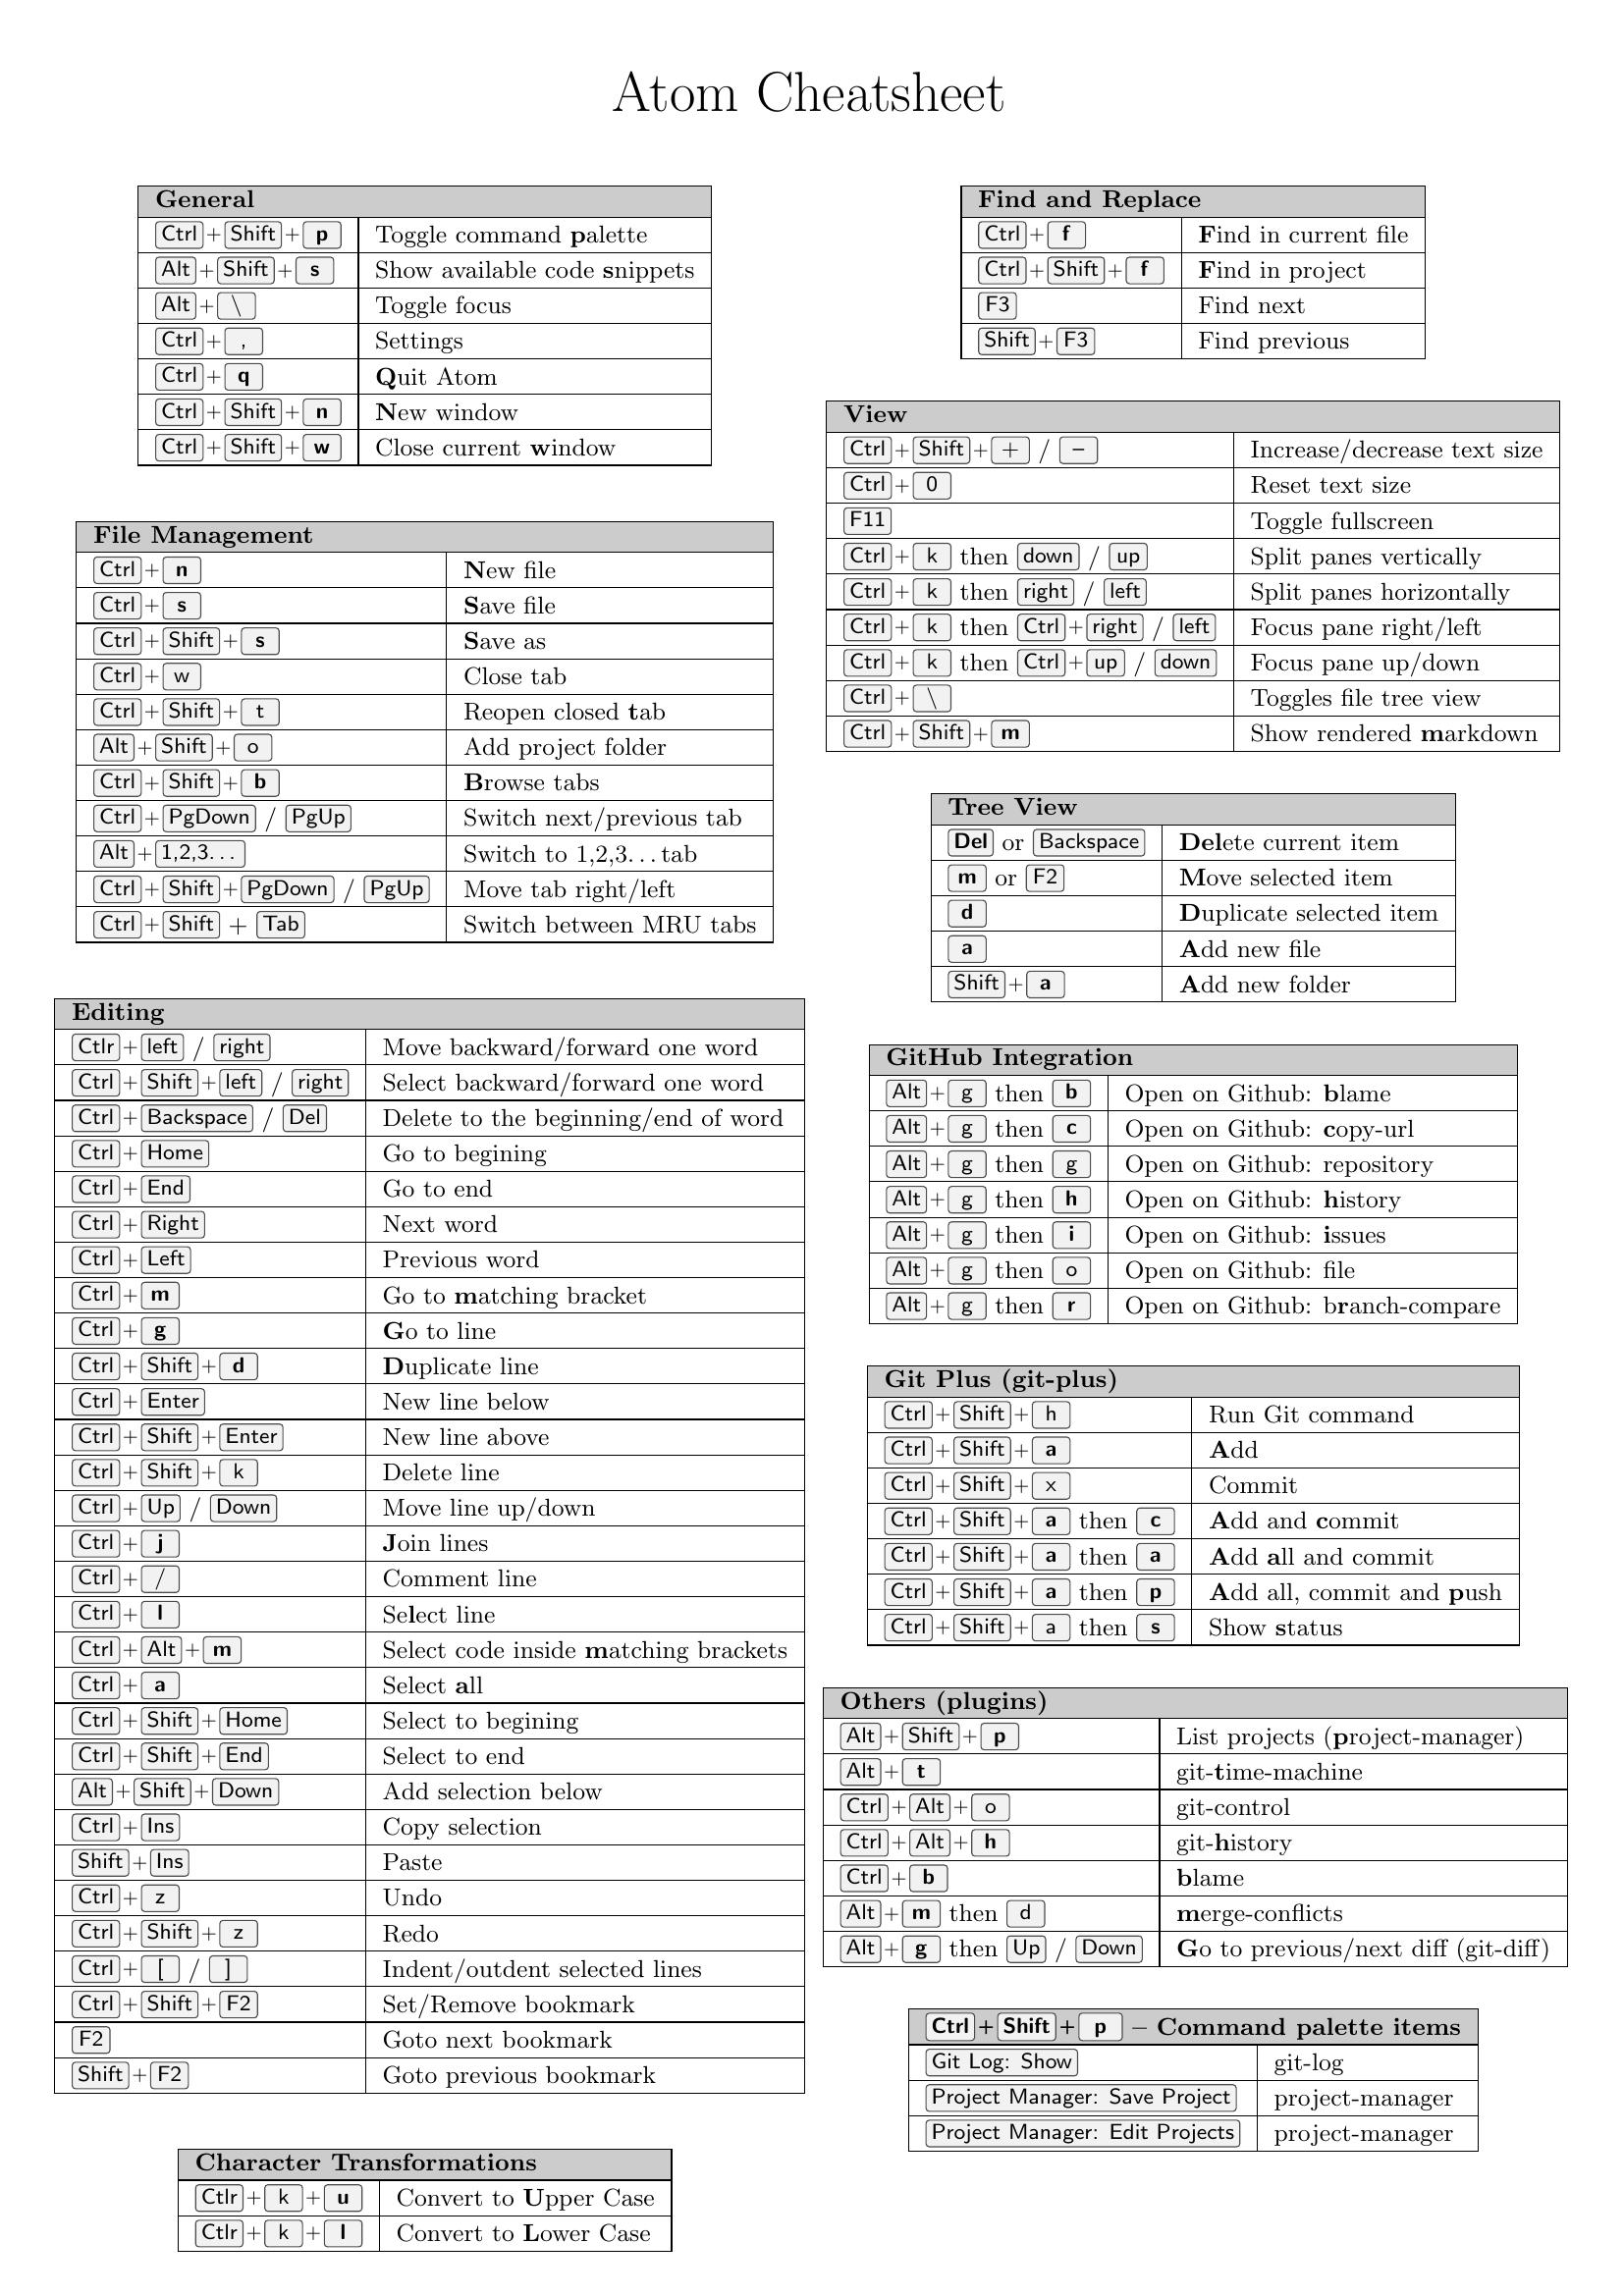 Atom Cheatsheet
General
Ctrl+Shift+p Toggle command palette
Alt+Shift+s Show available code snippets
Alt+\ Toggle focus
Ctrl+, Settings
Ctrl+q Quit Atom
Ctrl+Shift+n New window
Ctrl+Shift+w Close current window
File Management
Ctrl+n New file
Ctrl+s Save file
Ctrl+Shift+s Save as
Ctrl+w Close tab
Ctrl+Shift+t Reopen closed tab
Alt+Shift+o Add project folder
Ctrl+Shift+b Browse tabs
Ctrl+PgDown / PgUp Switch next/previous tab
Alt+1,2,3... Switch to 1,2,3...tab
Ctrl+Shift+PgDown / PgUp Move tab right/left
Ctrl+Shift + Tab Switch between MRU tabs
Editing
Ctlr+left / right Move backward/forward one word
Ctrl+Shift+left / right Select backward/forward one word
Ctrl+Backspace / Del Delete to the beginning/end of word
Ctrl+Home Go to begining
Ctrl+End Go to end
Ctrl+Right Next word
Ctrl+Left Previous word
Ctrl+m Go to matching bracket
Ctrl+g Go to line
Ctrl+Shift+d Duplicate line
Ctrl+Enter New line below
Ctrl+Shift+Enter New line above
Ctrl+Shift+k Delete line
Ctrl+Up / Down Move line up/down
Ctrl+j Join lines
Ctrl+/ Comment line
Ctrl+l Select line
Ctrl+Alt+m Select code inside matching brackets
Ctrl+a Select all
Ctrl+Shift+Home Select to begining
Ctrl+Shift+End Select to end
Alt+Shift+Down Add selection below
Ctrl+Ins Copy selection
Shift+Ins Paste
Ctrl+z Undo
Ctrl+Shift+z Redo
Ctrl+[ / ] Indent/outdent selected lines
Ctrl+Shift+F2 Set/Remove bookmark
F2 Goto next bookmark
Shift+F2 Goto previous bookmark
Character Transformations
Ctlr+k+u Convert to Upper Case
Ctlr+k+l Convert to Lower Case
Find and Replace
Ctrl+f Find in current file
Ctrl+Shift+f Find in project
F3 Find next
Shift+F3 Find previous
View
Ctrl+Shift++ / − Increase/decrease text size
Ctrl+0 Reset text size
F11 Toggle fullscreen
Ctrl+k then down / up Split panes vertically
Ctrl+k then right / left Split panes horizontally
Ctrl+k then Ctrl+right / left Focus pane right/left
Ctrl+k then Ctrl+up / down Focus pane up/down
Ctrl+\ Toggles file tree view
Ctrl+Shift+m Show rendered markdown
Tree View
Del or Backspace Delete current item
m or F2 Move selected item
d Duplicate selected item
a Add new file
Shift+a Add new folder
GitHub Integration
Alt+g then b Open on Github: blame
Alt+g then c Open on Github: copy-url
Alt+g then g Open on Github: repository
Alt+g then h Open on Github: history
Alt+g then i Open on Github: issues
Alt+g then o Open on Github: file
Alt+g then r Open on Github: branch-compare
Git Plus (git-plus)
Ctrl+Shift+h Run Git command
Ctrl+Shift+a Add
Ctrl+Shift+x Commit
Ctrl+Shift+a then c Add and commit
Ctrl+Shift+a then a Add all and commit
Ctrl+Shift+a then p Add all, commit and push
Ctrl+Shift+a then s Show status
Others (plugins)
Alt+Shift+p List projects (project-manager)
Alt+t git-time-machine
Ctrl+Alt+o git-control
Ctrl+Alt+h git-history
Ctrl+b blame
Alt+m then d merge-conflicts
Alt+g then Up / Down Go to previous/next diff (git-diff)
Ctrl+Shift+p – Command palette items
Git Log: Show git-log
Project Manager: Save Project project-manager
Project Manager: Edit Projects project-manager